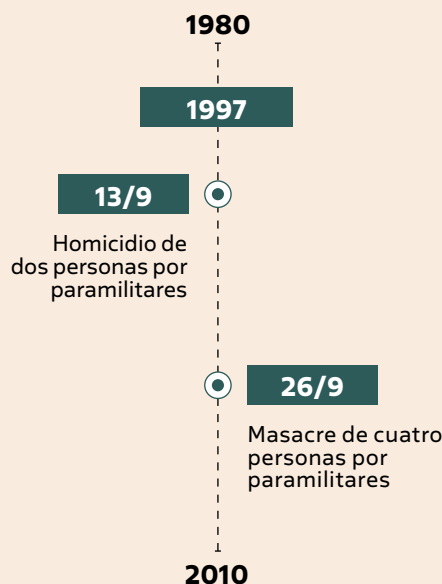 1980
1997
13/9
Homicidio de
dos personas por
paramilitares
26/9
Masacre de cuatro
personas por
paramilitares
2010